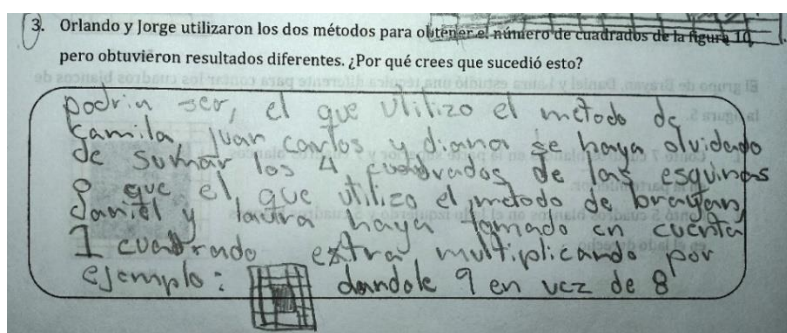 3. Orlando y Jorge utilizaron los dos métodos para obtener el número de cuadrados de la figura 10,
pero obtuvieron resultados diferentes. ¿Por qué crees que sucedió esto?
podria ser, el que utilizo el metodo de
Camila, Juan carlos y diana se haya olvidado
de sumar los 4 cuadrados de las esquinas
o que el que utilizo el metodo de brayan,
Daniel y laura haya tomado en cuenta
1 cuadrado extra multiplicando por
ejemplo: dandole 9 en vez de 8